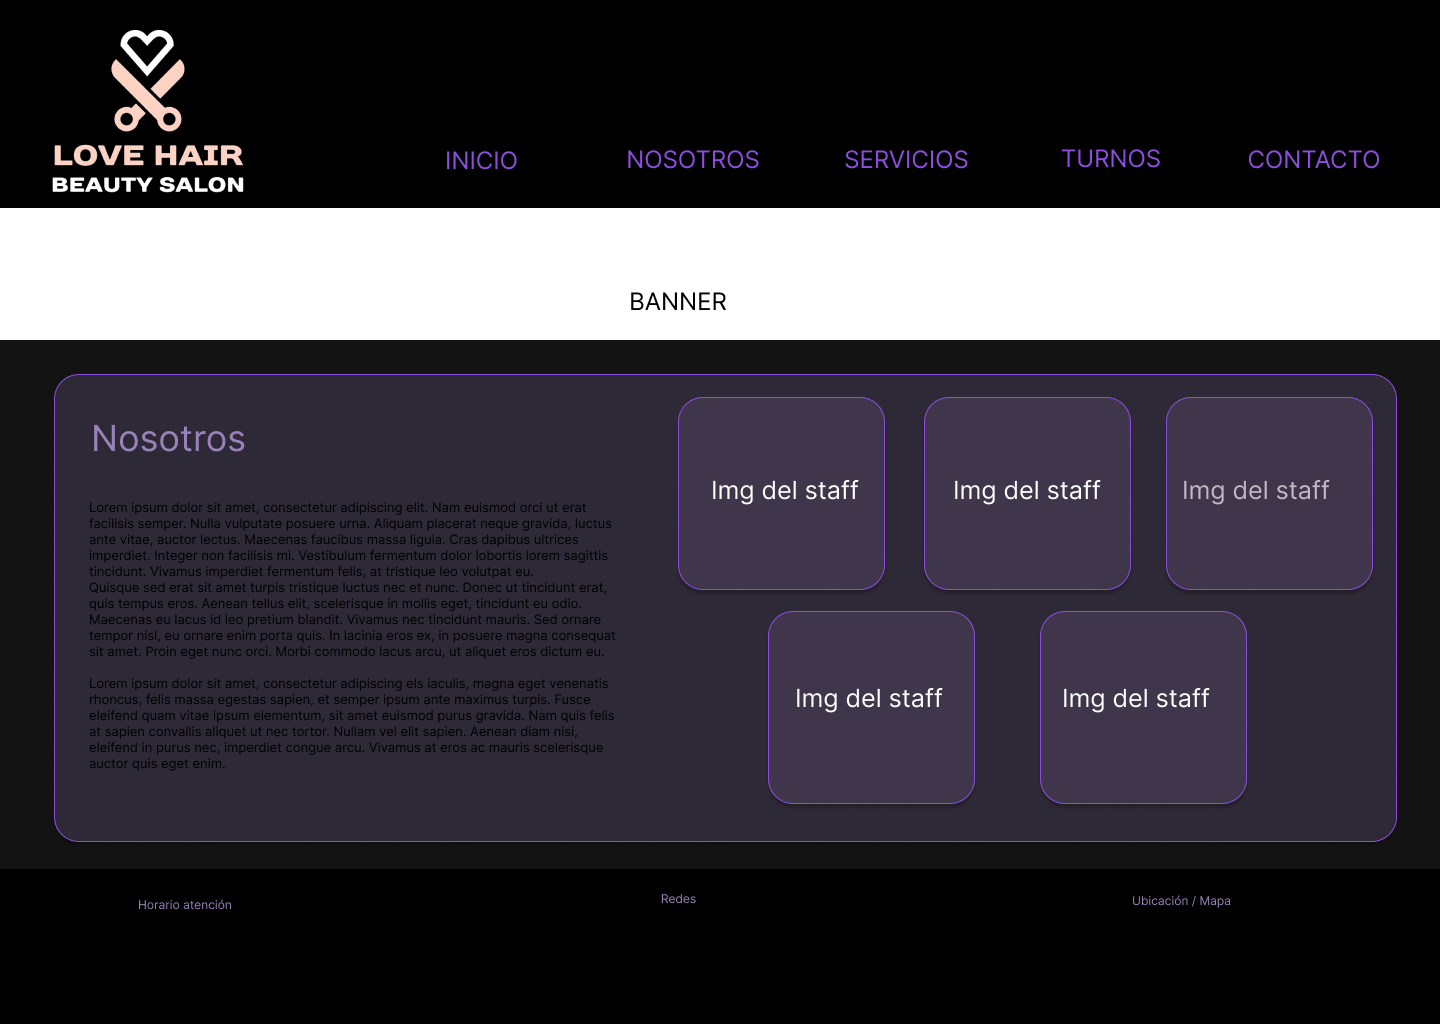 LOVE HAIR
BEAUTY SALON
INICIO
NOSOTROS
SERVICIOS
TURNOS
CONTACTO
BANNER
Nosotros
Lorem ipsum dolor sit amet, consectetur adipiscing elit. Nam euismod orci ut erat
facilisis semper. Nulla vulputate posuere urna. Aliquam placerat neque gravida, luctus
ante vitae, auctor lectus. Maecenas faucibus massa ligula. Cras dapibus ultrices
imperdiet. Integer non facilisis mi. Vestibulum fermentum dolor lobortis lorem sagittis
tincidunt. Vivamus imperdiet fermentum felis, at tristique leo volutpat eu.
Quisque sed erat sit amet turpis tristique luctus nec et nunc. Donec ut tincidunt erat,
quis tempus eros. Aenean tellus elit, scelerisque in mollis eget, tincidunt eu odio.
Maecenas eu lacus id leo pretium blandit. Vivamus nec tincidunt mauris. Sed ornare
tempor nisl, eu ornare enim porta quis. In lacinia eros ex, in posuere magna consequat
sit amet. Proin eget nunc orci. Morbi commodo lacus arcu, ut aliquet eros dictum eu.
Lorem ipsum dolor sit amet, consectetur adipiscing els iaculis, magna eget venenatis
rhoncus, felis massa egestas sapien, et semper ipsum ante maximus turpis. Fusce
eleifend quam vitae ipsum elementum, sit amet euismod purus gravida. Nam quis felis
at sapien convallis aliquet ut nec tortor. Nullam vel elit sapien. Aenean diam nisi,
eleifend in purus nec, imperdiet congue arcu. Vivamus at eros ac mauris scelerisque
auctor quis eget enim.
Img del staff
Img del staff
Img del staff
Img del staff
Img del staff
Horario atención
Redes
Ubicación / Mapa